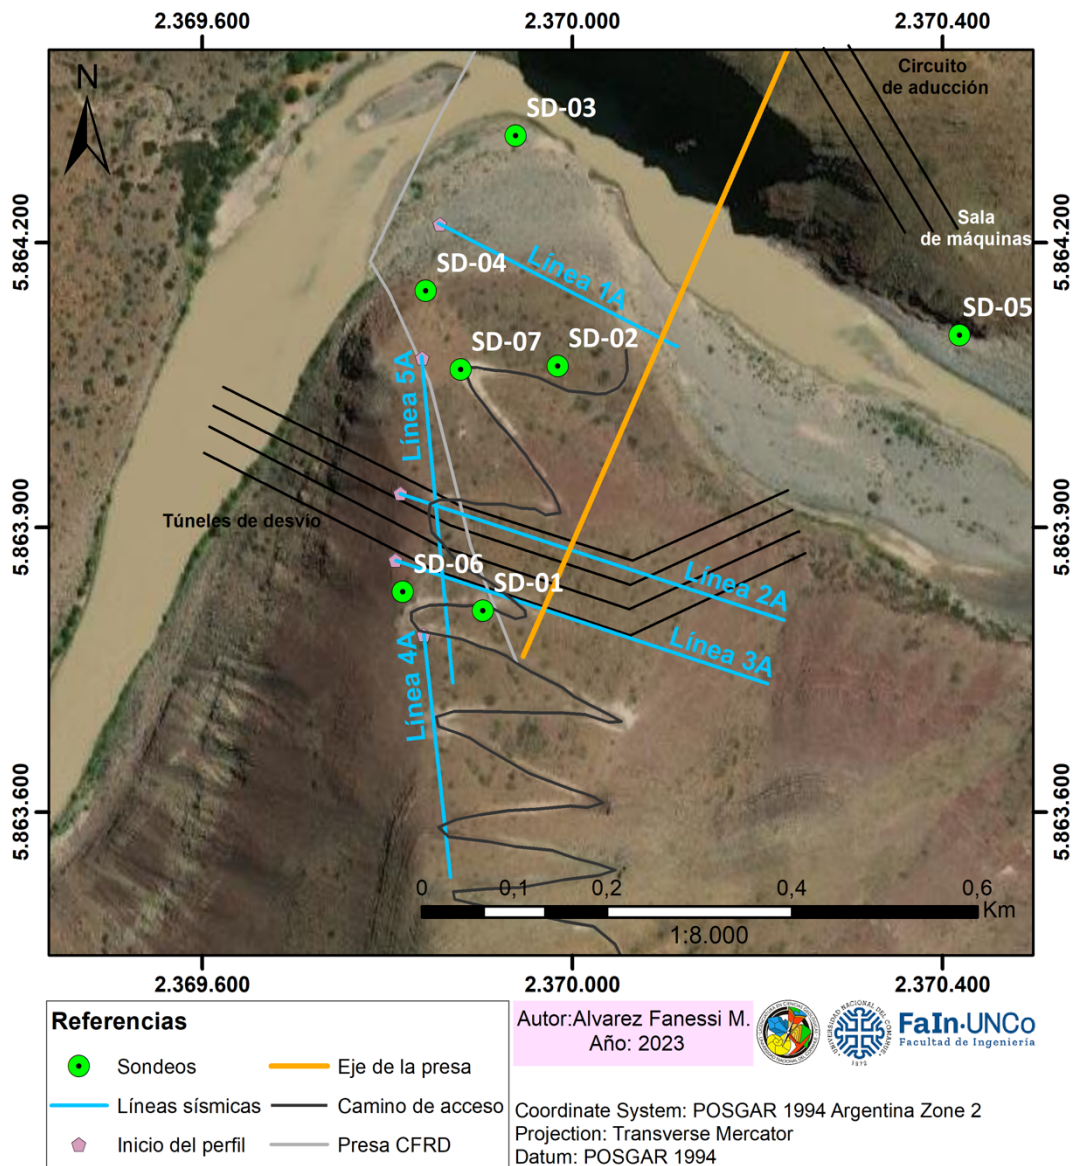 2.369.600
2.370.000
2.370.400
N
Circuito
de aducción
SD-03
Sala
de máquinas
5.864.200
5.864.200
SD-04
Línea 1A
SD-05
SD-07
SD-02
Línea 5A
5.863.900
5.863.900
Túneles de desvío
SD-06
SD-01
Línea 2A
Línea 3A
Línea 4A
5.863.600
5.863.600
0
0,1
0,2
0,4
0,6
Km
1:8.000
2.369.600
2.370.000
2.370.400
Referencias
Sondeos
Eje de la presa
Líneas sísmicas
Camino de acceso
Inicio del perfil
Presa CFRD
Autor:Alvarez Fanessi M.
Año: 2023
UNIVERSIDAD NACIONAL DEL COMAHUE
1972
FaIn·UNCo
Facultad de Ingeniería
Coordinate System: POSGAR 1994 Argentina Zone 2
Projection: Transverse Mercator
Datum: POSGAR 1994